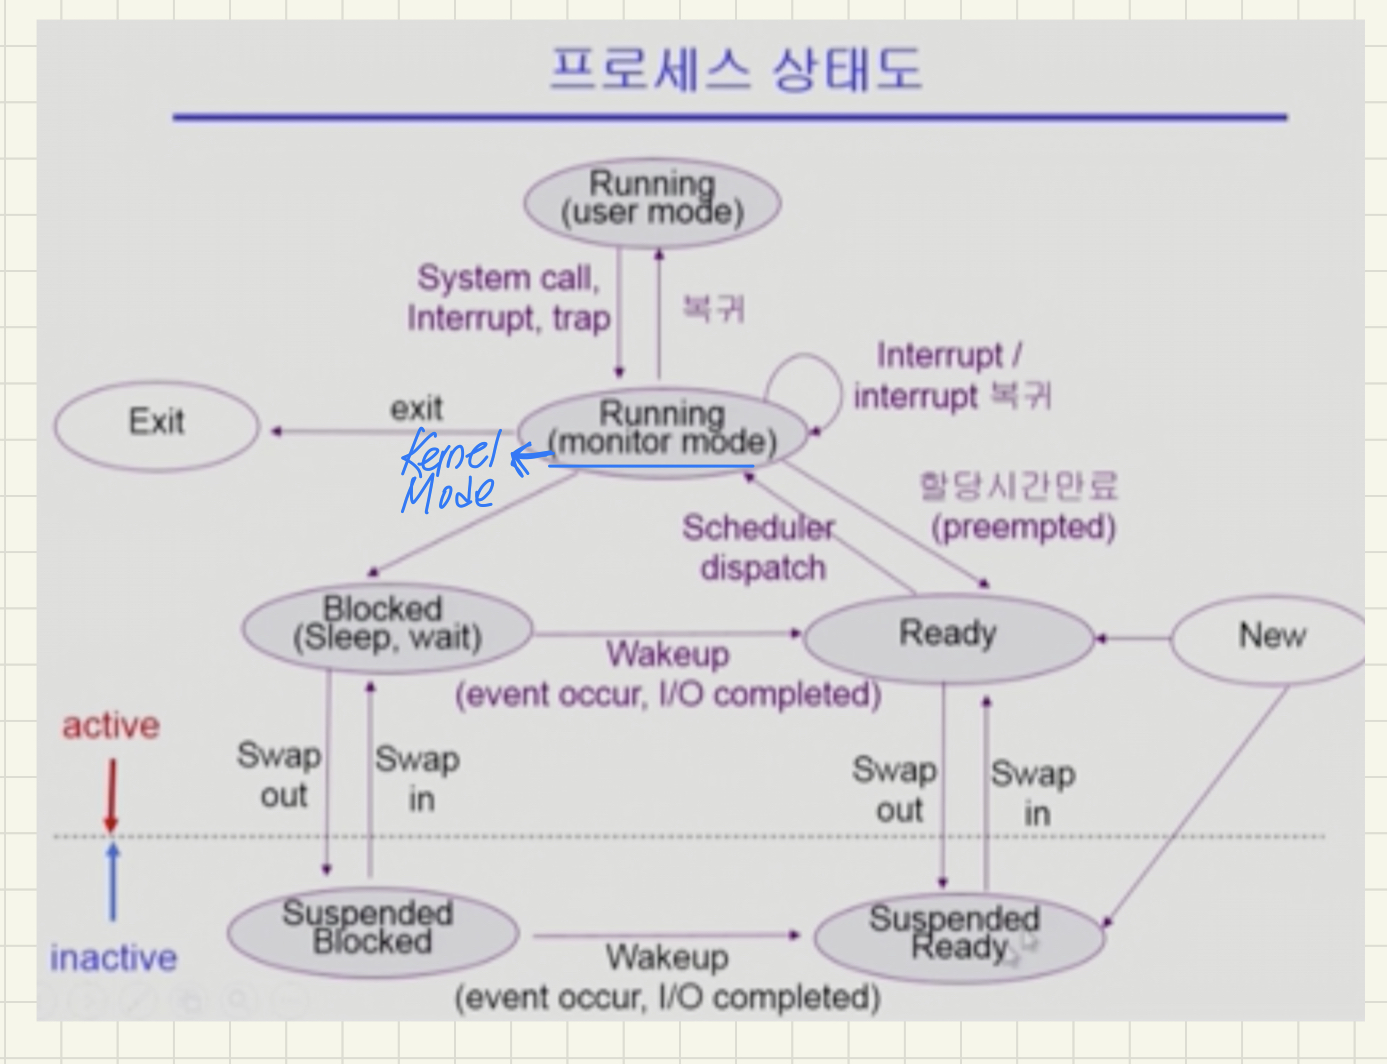 프로세스 상태도
Running
(user mode)
System call,
Interrupt, trap
복귀
Interrupt /
interrupt 복귀
Exit
exit
Running
(monitor mode)
Kernel
Mode
할당시간만료
(preempted)
Scheduler
dispatch
Blocked
(Sleep, wait)
Wakeup
(event occur, I/O completed)
Ready
New
active
Swap
out
Swap
in
Swap
out
Swap
in
inactive
Suspended
Blocked
Wakeup
(event occur, I/O completed)
Suspended
Ready